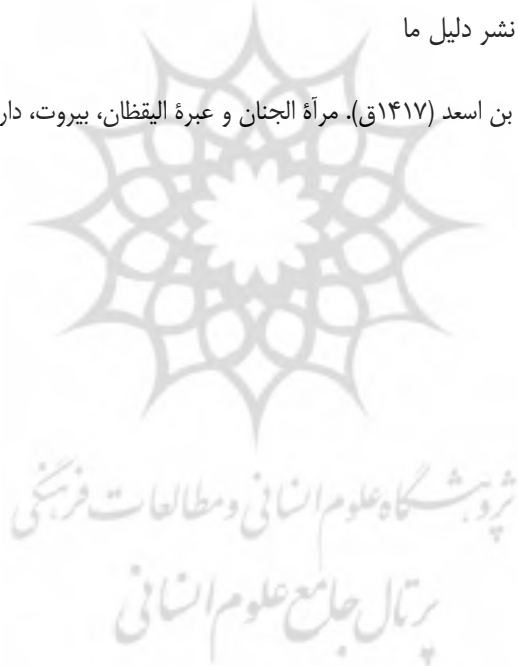 نشر دلیل ما
بن اسعد (۱۴۱۷ق). مرآة الجنان و عبرة الیقظان، بیروت، دار
پژوهشگاه علوم انسانی و مطالعات فرهنگی
پرتال جامع علوم انسانی